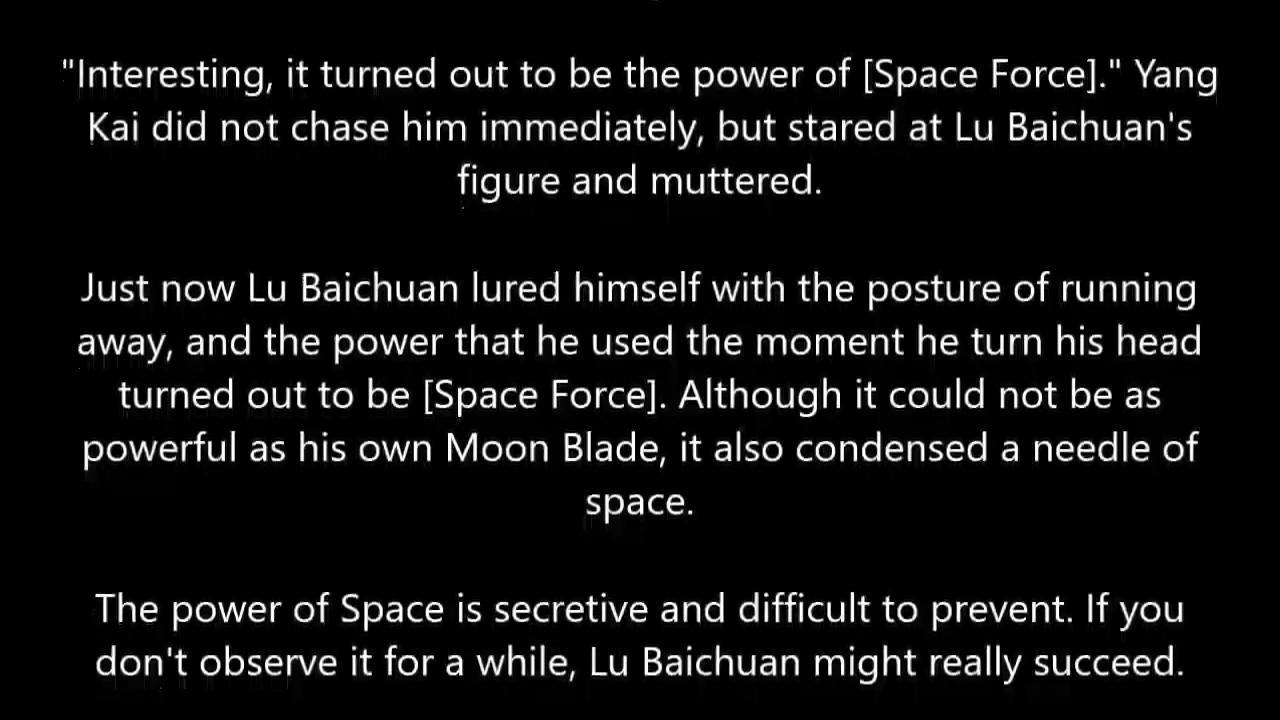 "Interesting, it turned out to be the power of [Space Force]." Yang
Kai did not chase him immediately, but stared at Lu Baichuan's
figure and muttered.
Just now Lu Baichuan lured himself with the posture of running
away, and the power that he used the moment he turn his head
turned out to be [Space Force]. Although it could not be as
powerful as his own Moon Blade, it also condensed a needle of
space.
The power of Space is secretive and difficult to prevent. If you
don't observe it for a while, Lu Baichuan might really succeed.